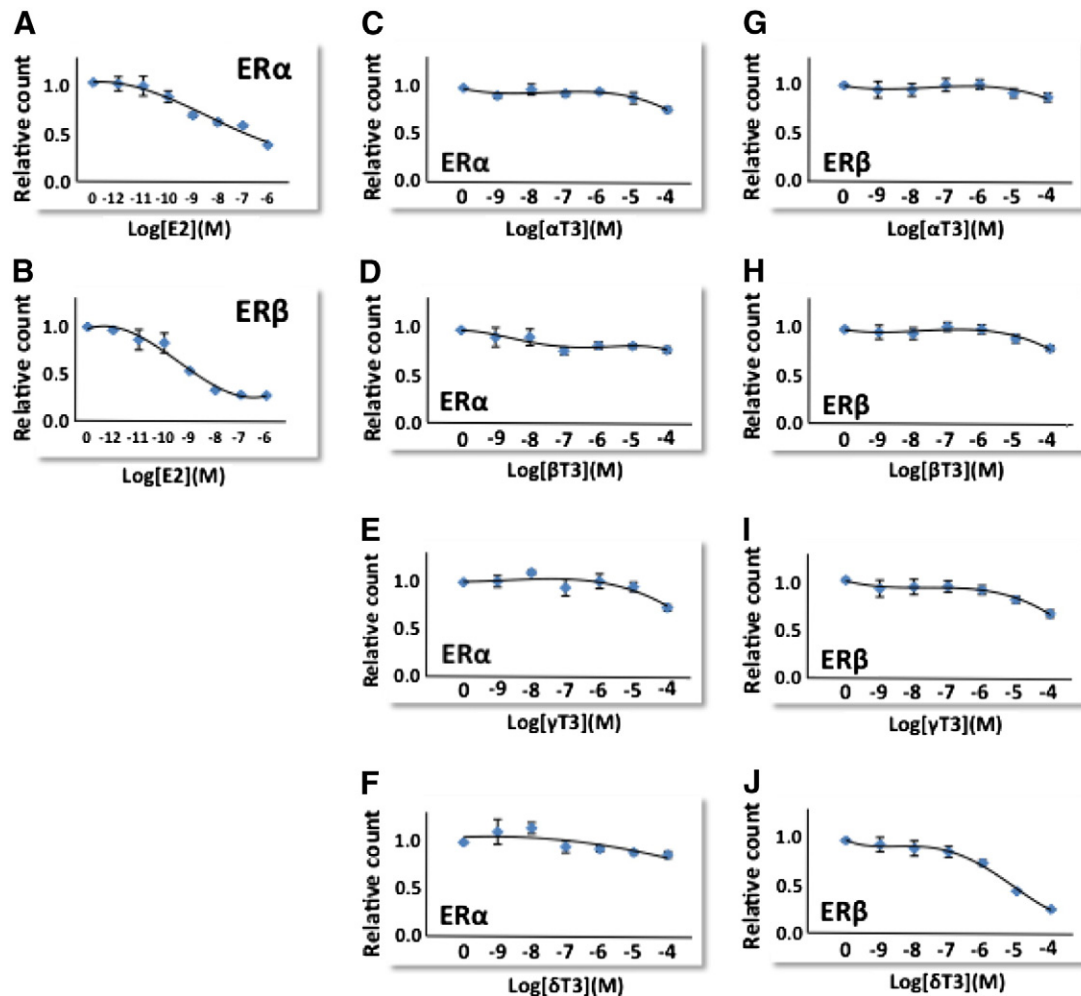 A
ERα
Relative count
1.0
0.5
0.0
0 -12 -11 -10 -9 -8 -7 -6
Log[E2](M)
B
ERβ
Relative count
1.0
0.5
0.0
0 -12 -11 -10 -9 -8 -7 -6
Log[E2](M)
C
Relative count
1.0
0.5
0.0
ERα
0 -9 -8 -7 -6 -5 -4
Log[αT3](M)
D
Relative count
1.0
0.5
0.0
ERα
0 -9 -8 -7 -6 -5 -4
Log[βT3](M)
E
Relative count
1.0
0.5
0.0
ERα
0 -9 -8 -7 -6 -5 -4
Log[γT3](M)
F
Relative count
1.0
0.5
0.0
ERα
0 -9 -8 -7 -6 -5 -4
Log[δT3](M)
G
Relative count
1.0
0.5
0.0
ERβ
0 -9 -8 -7 -6 -5 -4
Log[αT3](M)
H
Relative count
1.0
0.5
0.0
ERβ
0 -9 -8 -7 -6 -5 -4
Log[βT3](M)
I
Relative count
1.0
0.5
0.0
ERβ
0 -9 -8 -7 -6 -5 -4
Log[γT3](M)
J
Relative count
1.0
0.5
0.0
ERβ
0 -9 -8 -7 -6 -5 -4
Log[δT3](M)